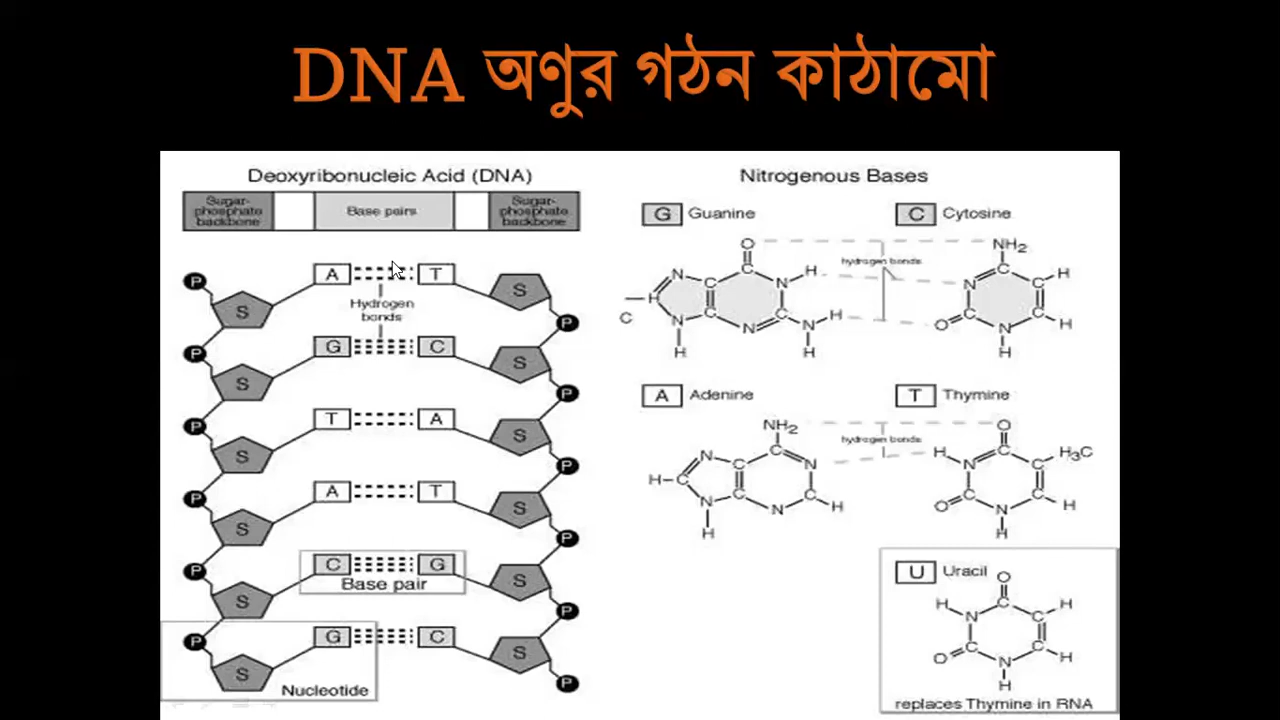 DNA অণুর গঠন কাঠামো
Deoxyribonucleic Acid (DNA)
Sugar-phosphate backbone
Base pairs
Sugar-phosphate backbone
P A T S
S Hydrogen bonds P
P G C S
S P
P T A S
S P
P A T S
S P
P C G S
Base pair
S P
P G C S
S Nucleotide P
Nitrogenous Bases
G Guanine C Cytosine
O NH₂
hydrogen bonds
N C N H N C C H
H C C C N H O C C H
C N N N
H H H
A Adenine T Thymine
NH₂ O
hydrogen bonds
N C C N H N C C H₃C
H C N C N C H O C N C H
H H
U Uracil
O
H N C C H
O C N C H
H
replaces Thymine in RNA